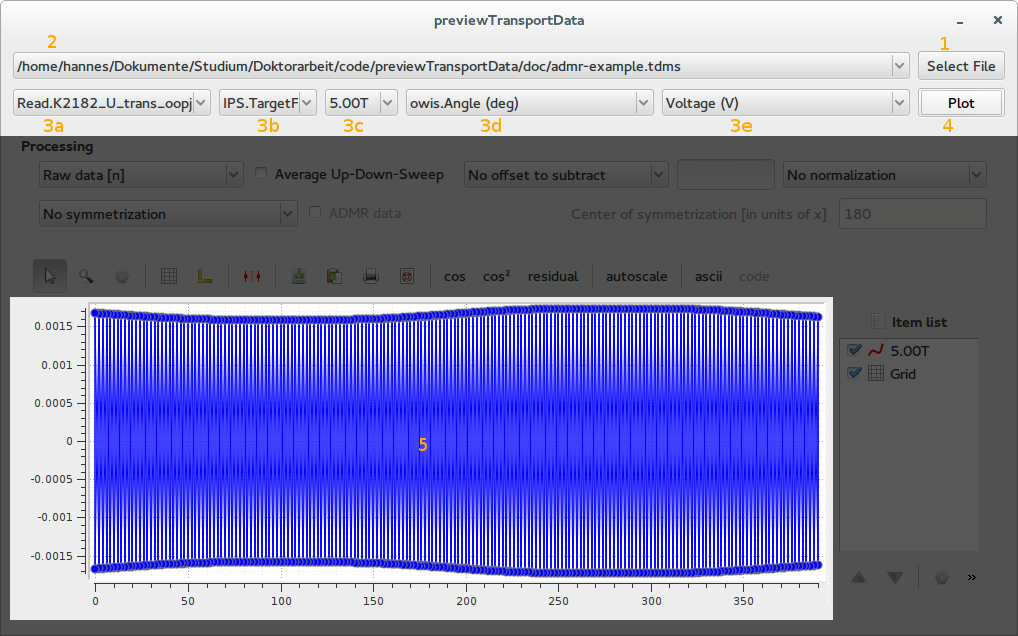 previewTransportData
2
1
/home/hannes/Dokumente/Studium/Doktorarbeit/code/previewTransportData/doc/admr-example.tdms
Select File
Read.K2182_U_trans_oopj
IPS.TargetF
5.00T
owis.Angle (deg)
Voltage (V)
Plot
3a
3b
3c
3d
3e
4
Processing
Raw data [n]
Average Up-Down-Sweep
No offset to subtract
No normalization
No symmetrization
ADMR data
Center of symmetrization [in units of x]
180
cos
cos²
residual
autoscale
ascii
code
0.0015
0.001
0.0005
0
-0.0005
-0.001
-0.0015
5
0
50
100
150
200
250
300
350
Item list
5.00T
Grid
»